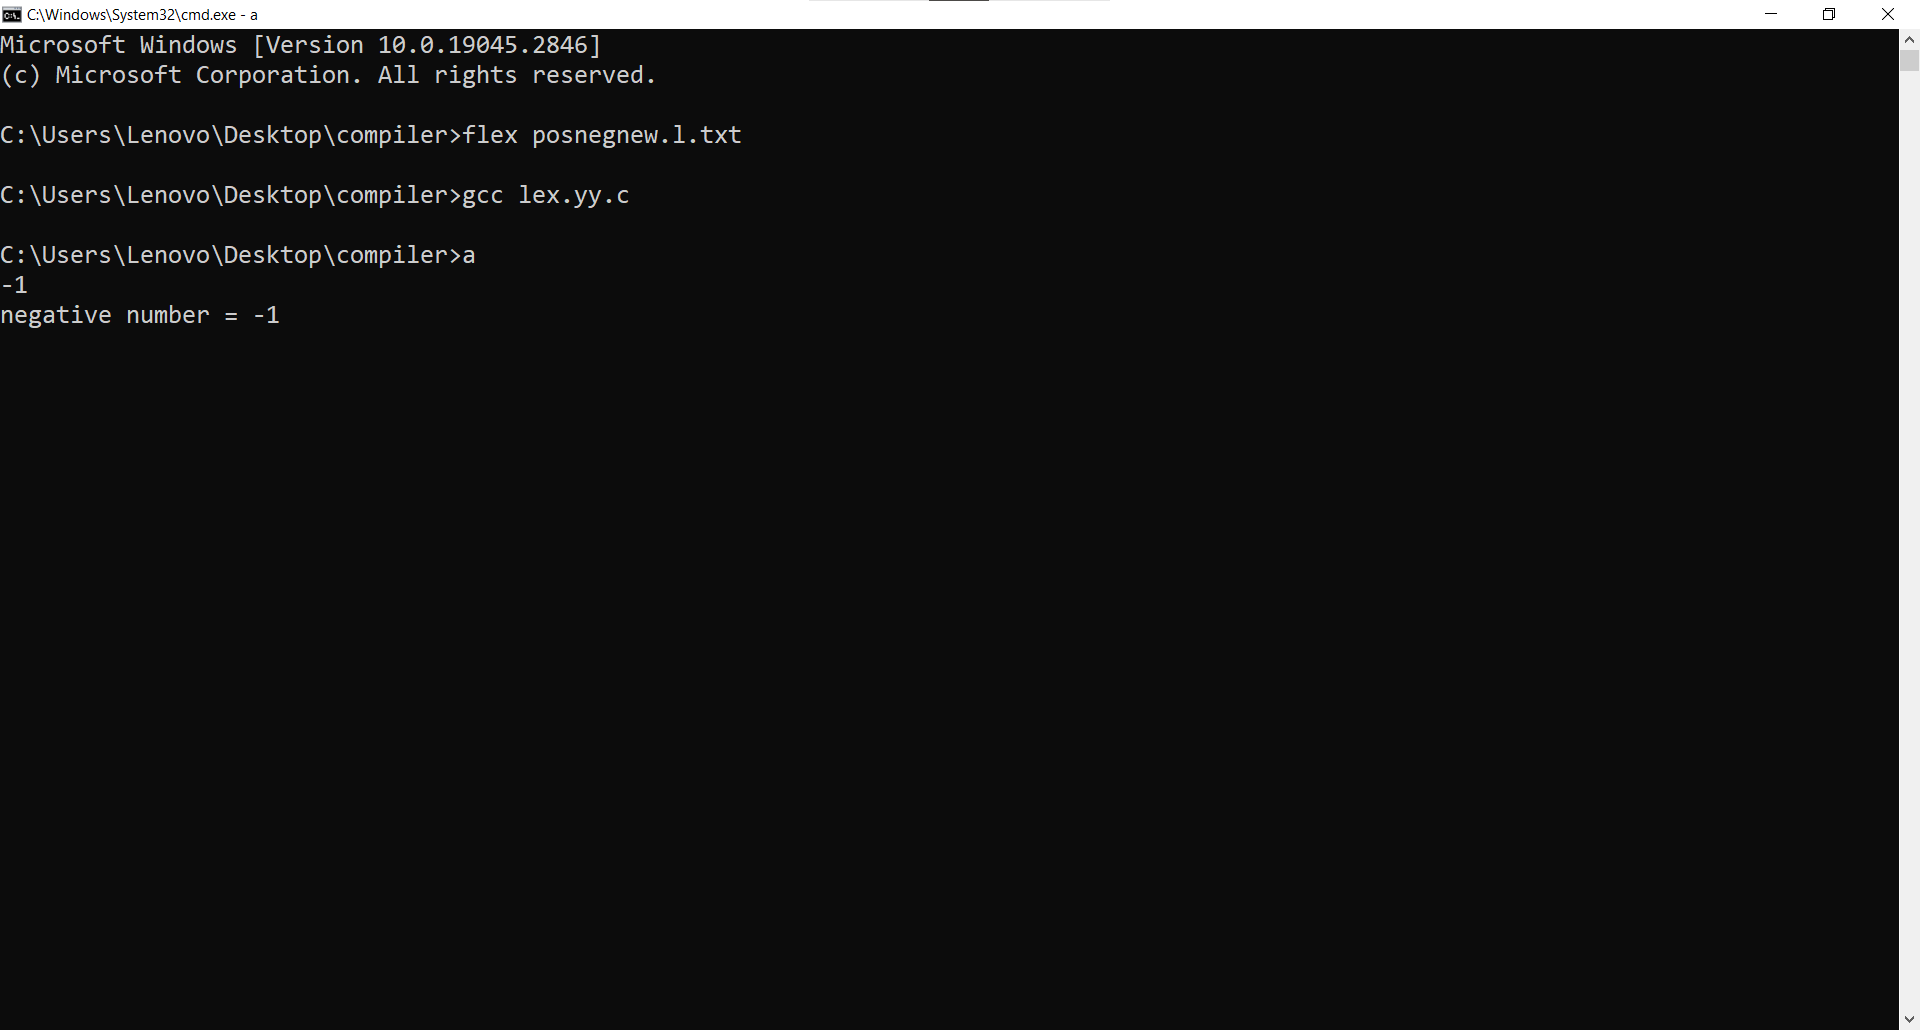 C:\Windows\System32\cmd.exe - a
Microsoft Windows [Version 10.0.19045.2846]
(c) Microsoft Corporation. All rights reserved.
C:\Users\Lenovo\Desktop\compiler>flex posnegnew.l.txt
C:\Users\Lenovo\Desktop\compiler>gcc lex.yy.c
C:\Users\Lenovo\Desktop\compiler>a
-1
negative number = -1